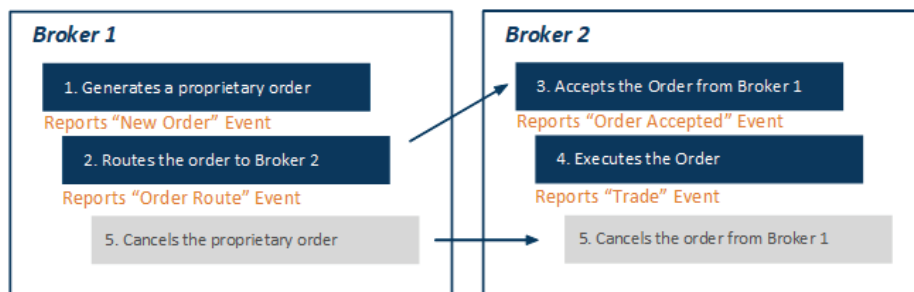 Broker 1
1. Generates a proprietary order
Reports “New Order” Event
2. Routes the order to Broker 2
Reports “Order Route” Event
5. Cancels the proprietary order
Broker 2
3. Accepts the Order from Broker 1
Reports “Order Accepted” Event
4. Executes the Order
Reports “Trade” Event
5. Cancels the order from Broker 1